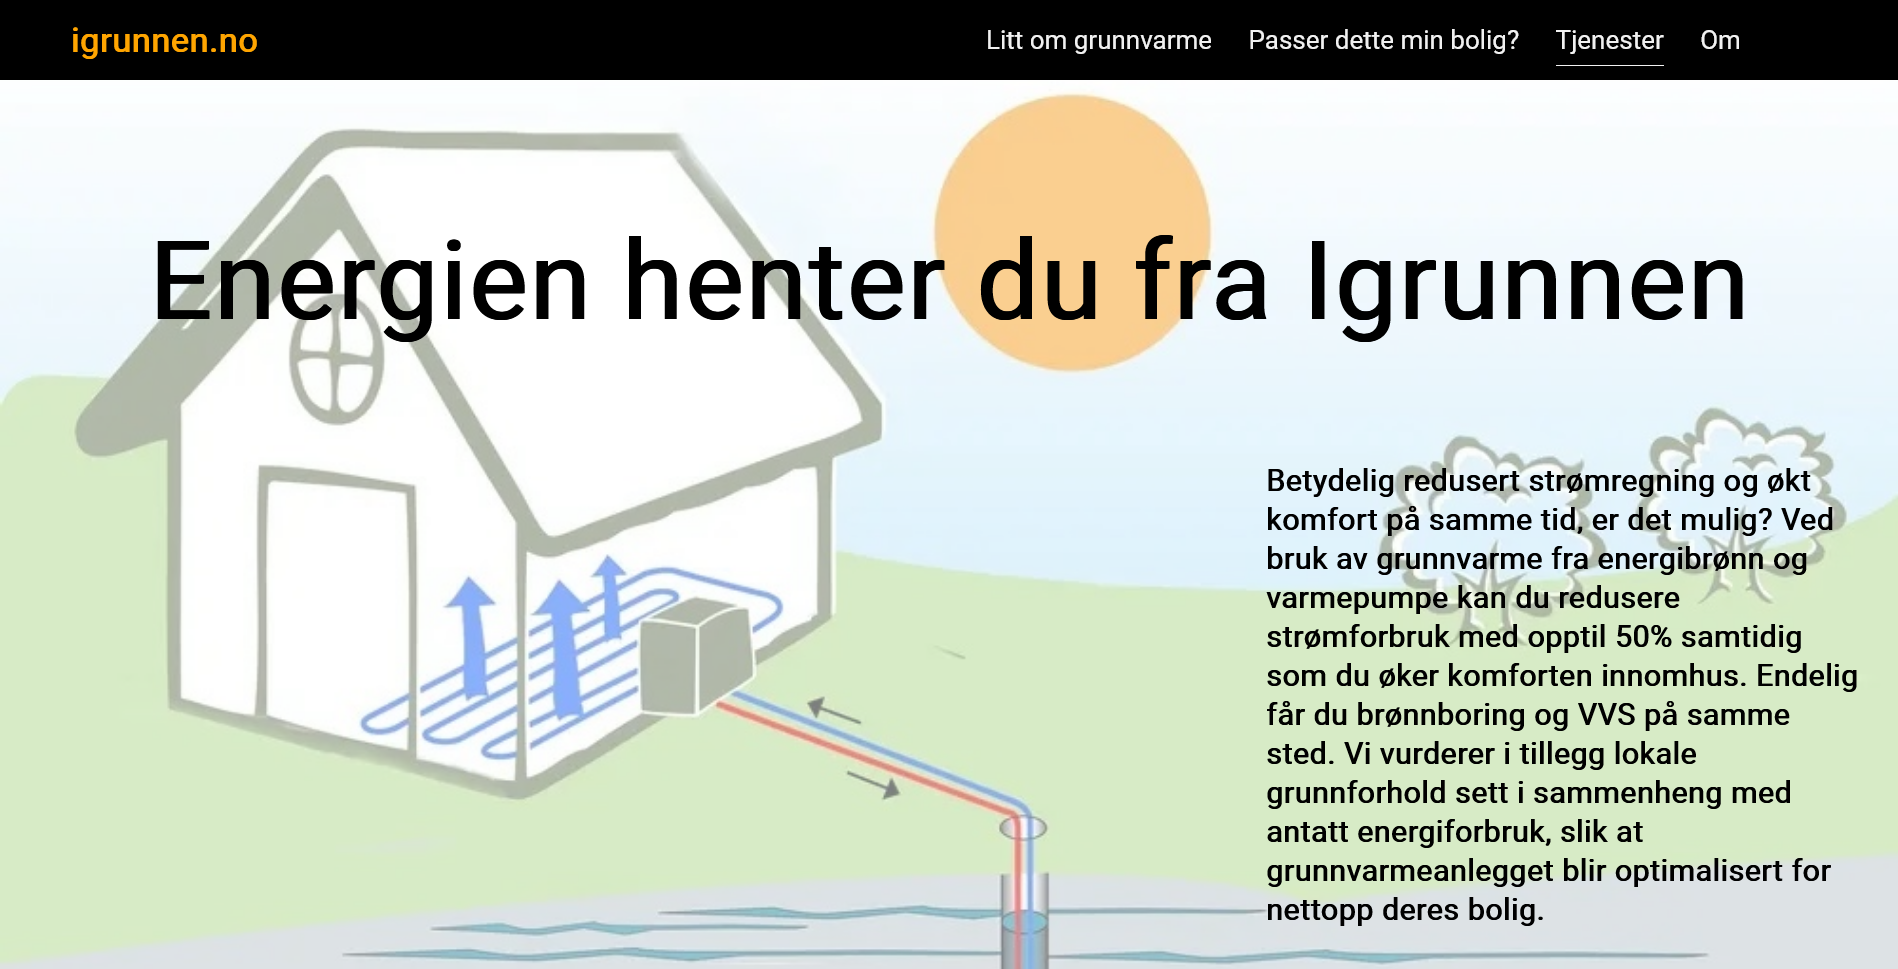 igrunnen.no
Litt om grunnvarme Passer dette min bolig? Tjenester Om
Energien henter du fra Igrunnen
Betydelig redusert strømregning og økt
komfort på samme tid, er det mulig? Ved
bruk av grunnvarme fra energibrønn og
varmepumpe kan du redusere
strømforbruk med opptil 50% samtidig
som du øker komforten innomhus. Endelig
får du brønnboring og VVS på samme
sted. Vi vurderer i tillegg lokale
grunnforhold sett i sammenheng med
antatt energiforbruk, slik at
grunnvarmeanlegget blir optimalisert for
nettopp deres bolig.